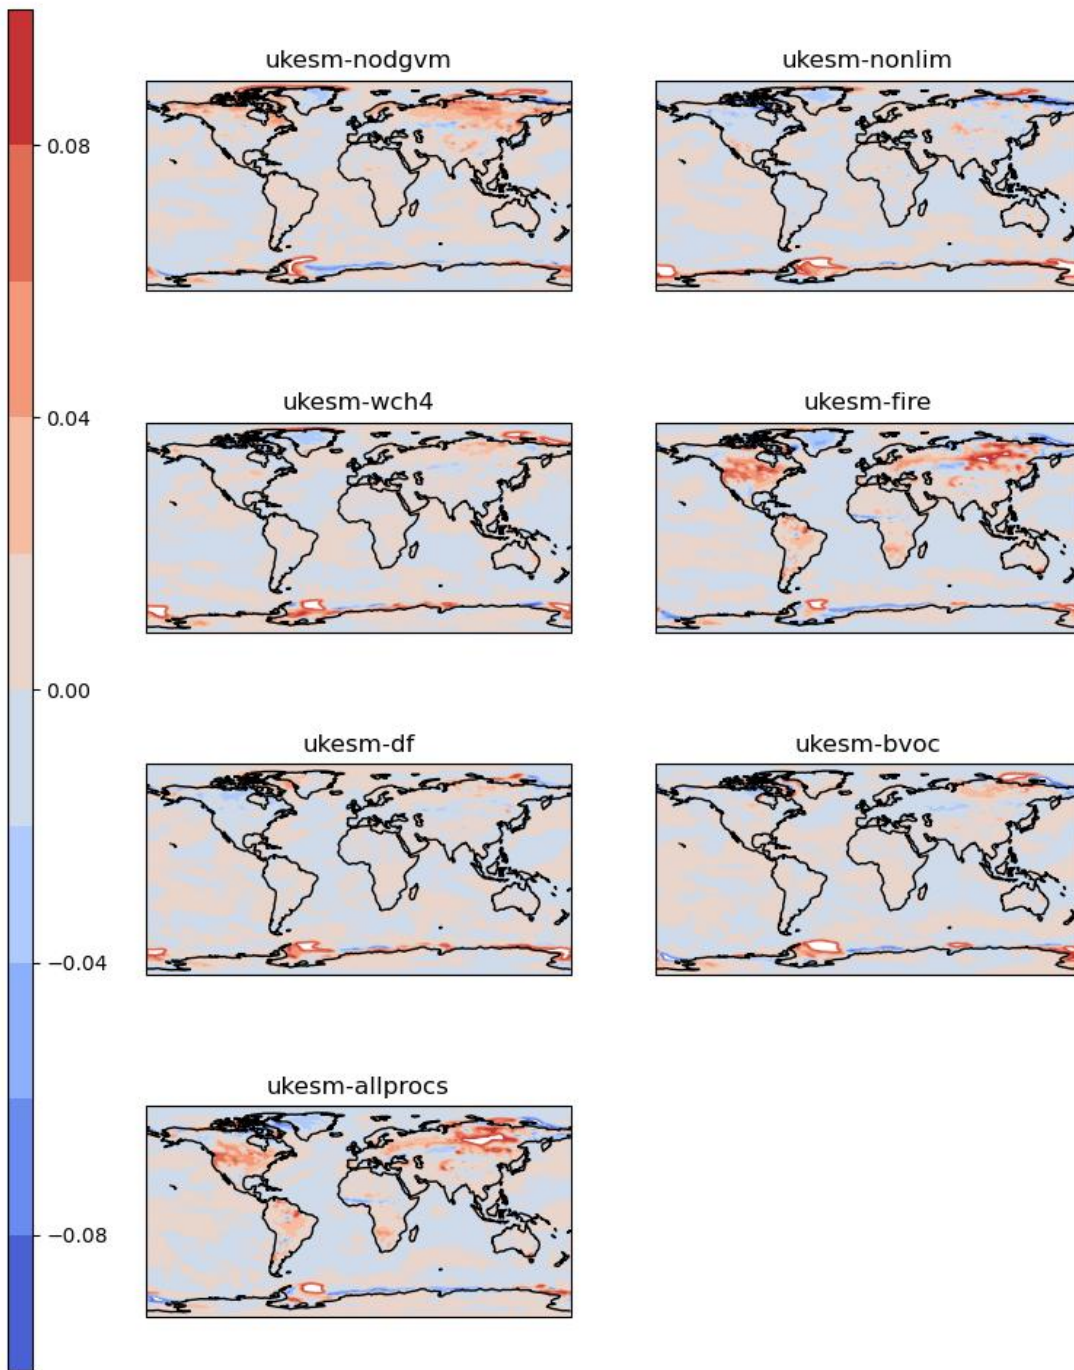 ukesm-nodgvm
ukesm-nonlim
0.08
ukesm-wch4
ukesm-fire
0.04
0.00
ukesm-df
ukesm-bvoc
−0.04
ukesm-allprocs
−0.08